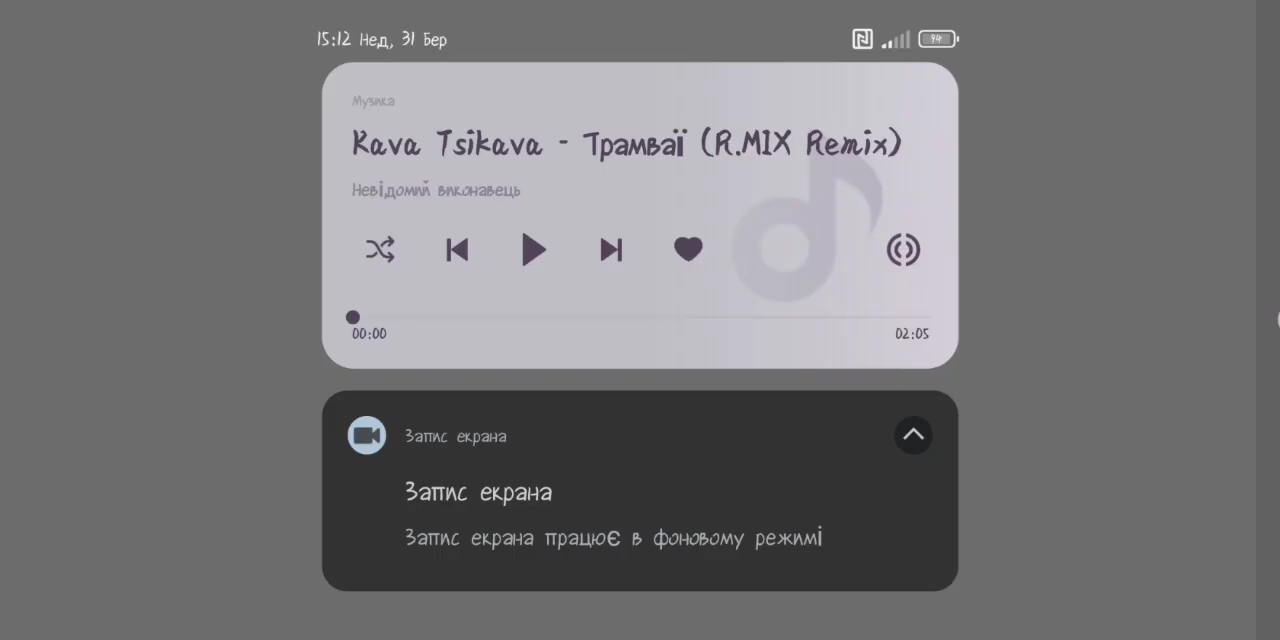 15:12 Нед, 31 Бер
94
Музика
Kava Tsikava - Трамваї (R.MIX Remix)
Невідомий виконавець
00:00
02:05
Запис екрана
Запис екрана
Запис екрана працює в фоновому режимі